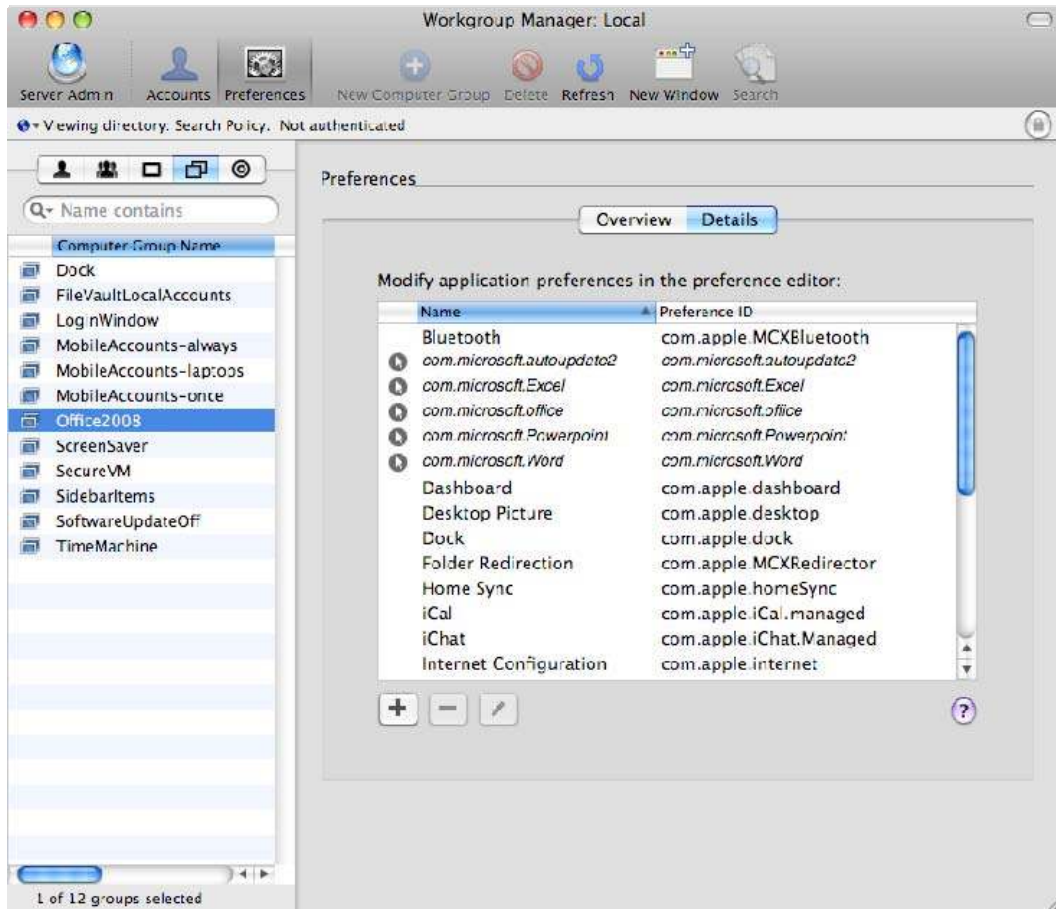 Workgroup Manager: Local
Server Admin Accounts Preferences New Computer Group Delete Refresh New Window Search
Viewing directory: Search Policy. Not authenticated
Name contains
Computer Group Name
Dock
FileVaultLocalAccounts
LoginWindow
MobileAccounts-always
MobileAccounts-laptops
MobileAccounts-once
Office2008
ScreenSaver
SecureVM
SidebarItems
SoftwareUpdateOff
TimeMachine
1 of 12 groups selected
Preferences
Overview Details
Modify application preferences in the preference editor:
Name Preference ID
Bluetooth com.apple.MCXBluetooth
com.microsoft.autoupdate2 com.microsoft.autoupdate2
com.microsoft.Excel com.microsoft.Excel
com.microsoft.office com.microsoft.office
com.microsoft.Powerpoint com.microsoft.Powerpoint
com.microsoft.Word com.microsoft.Word
Dashboard com.apple.dashboard
Desktop Picture com.apple.desktop
Dock com.apple.dock
Folder Redirection com.apple.MCXRedirector
Home Sync com.apple.homeSync
iCal com.apple.iCal.managed
iChat com.apple.iChat.Managed
Internet Configuration com.apple.internet